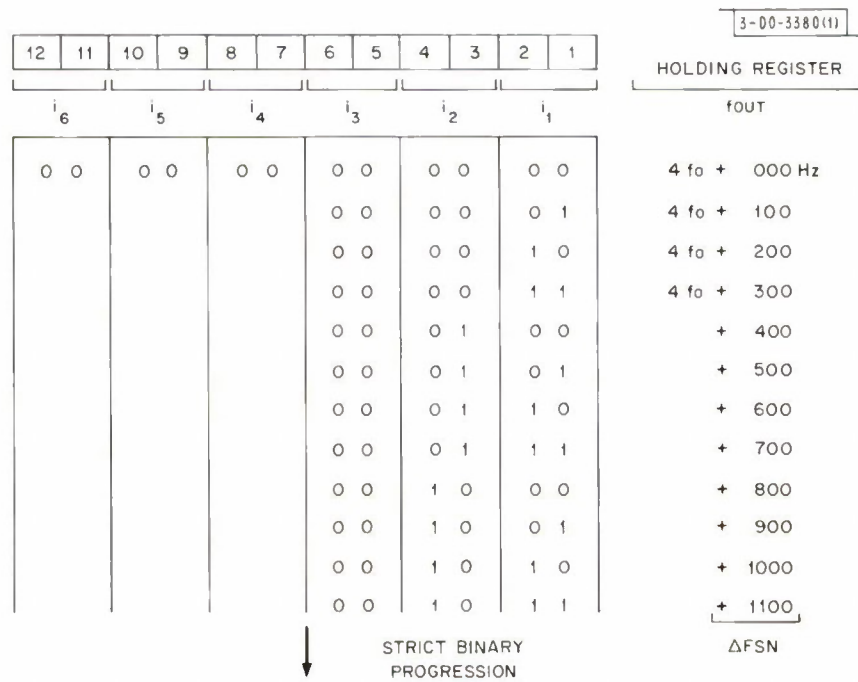 3-00-3380(1)
12 11 10 9 8 7 6 5 4 3 2 1
HOLDING REGISTER
i6 i5 i4 i3 i2 i1 fOUT
0 0 0 0 0 0 0 0 0 0 0 0 4 fo + 000 Hz
0 0 0 0 0 1 4 fo + 100
0 0 0 0 1 0 4 fo + 200
0 0 0 0 1 1 4 fo + 300
0 0 0 1 0 0 + 400
0 0 0 1 0 1 + 500
0 0 0 1 1 0 + 600
0 0 0 1 1 1 + 700
0 0 1 0 0 0 + 800
0 0 1 0 0 1 + 900
0 0 1 0 1 0 + 1000
0 0 1 0 1 1 + 1100
STRICT BINARY
PROGRESSION
ΔFSN